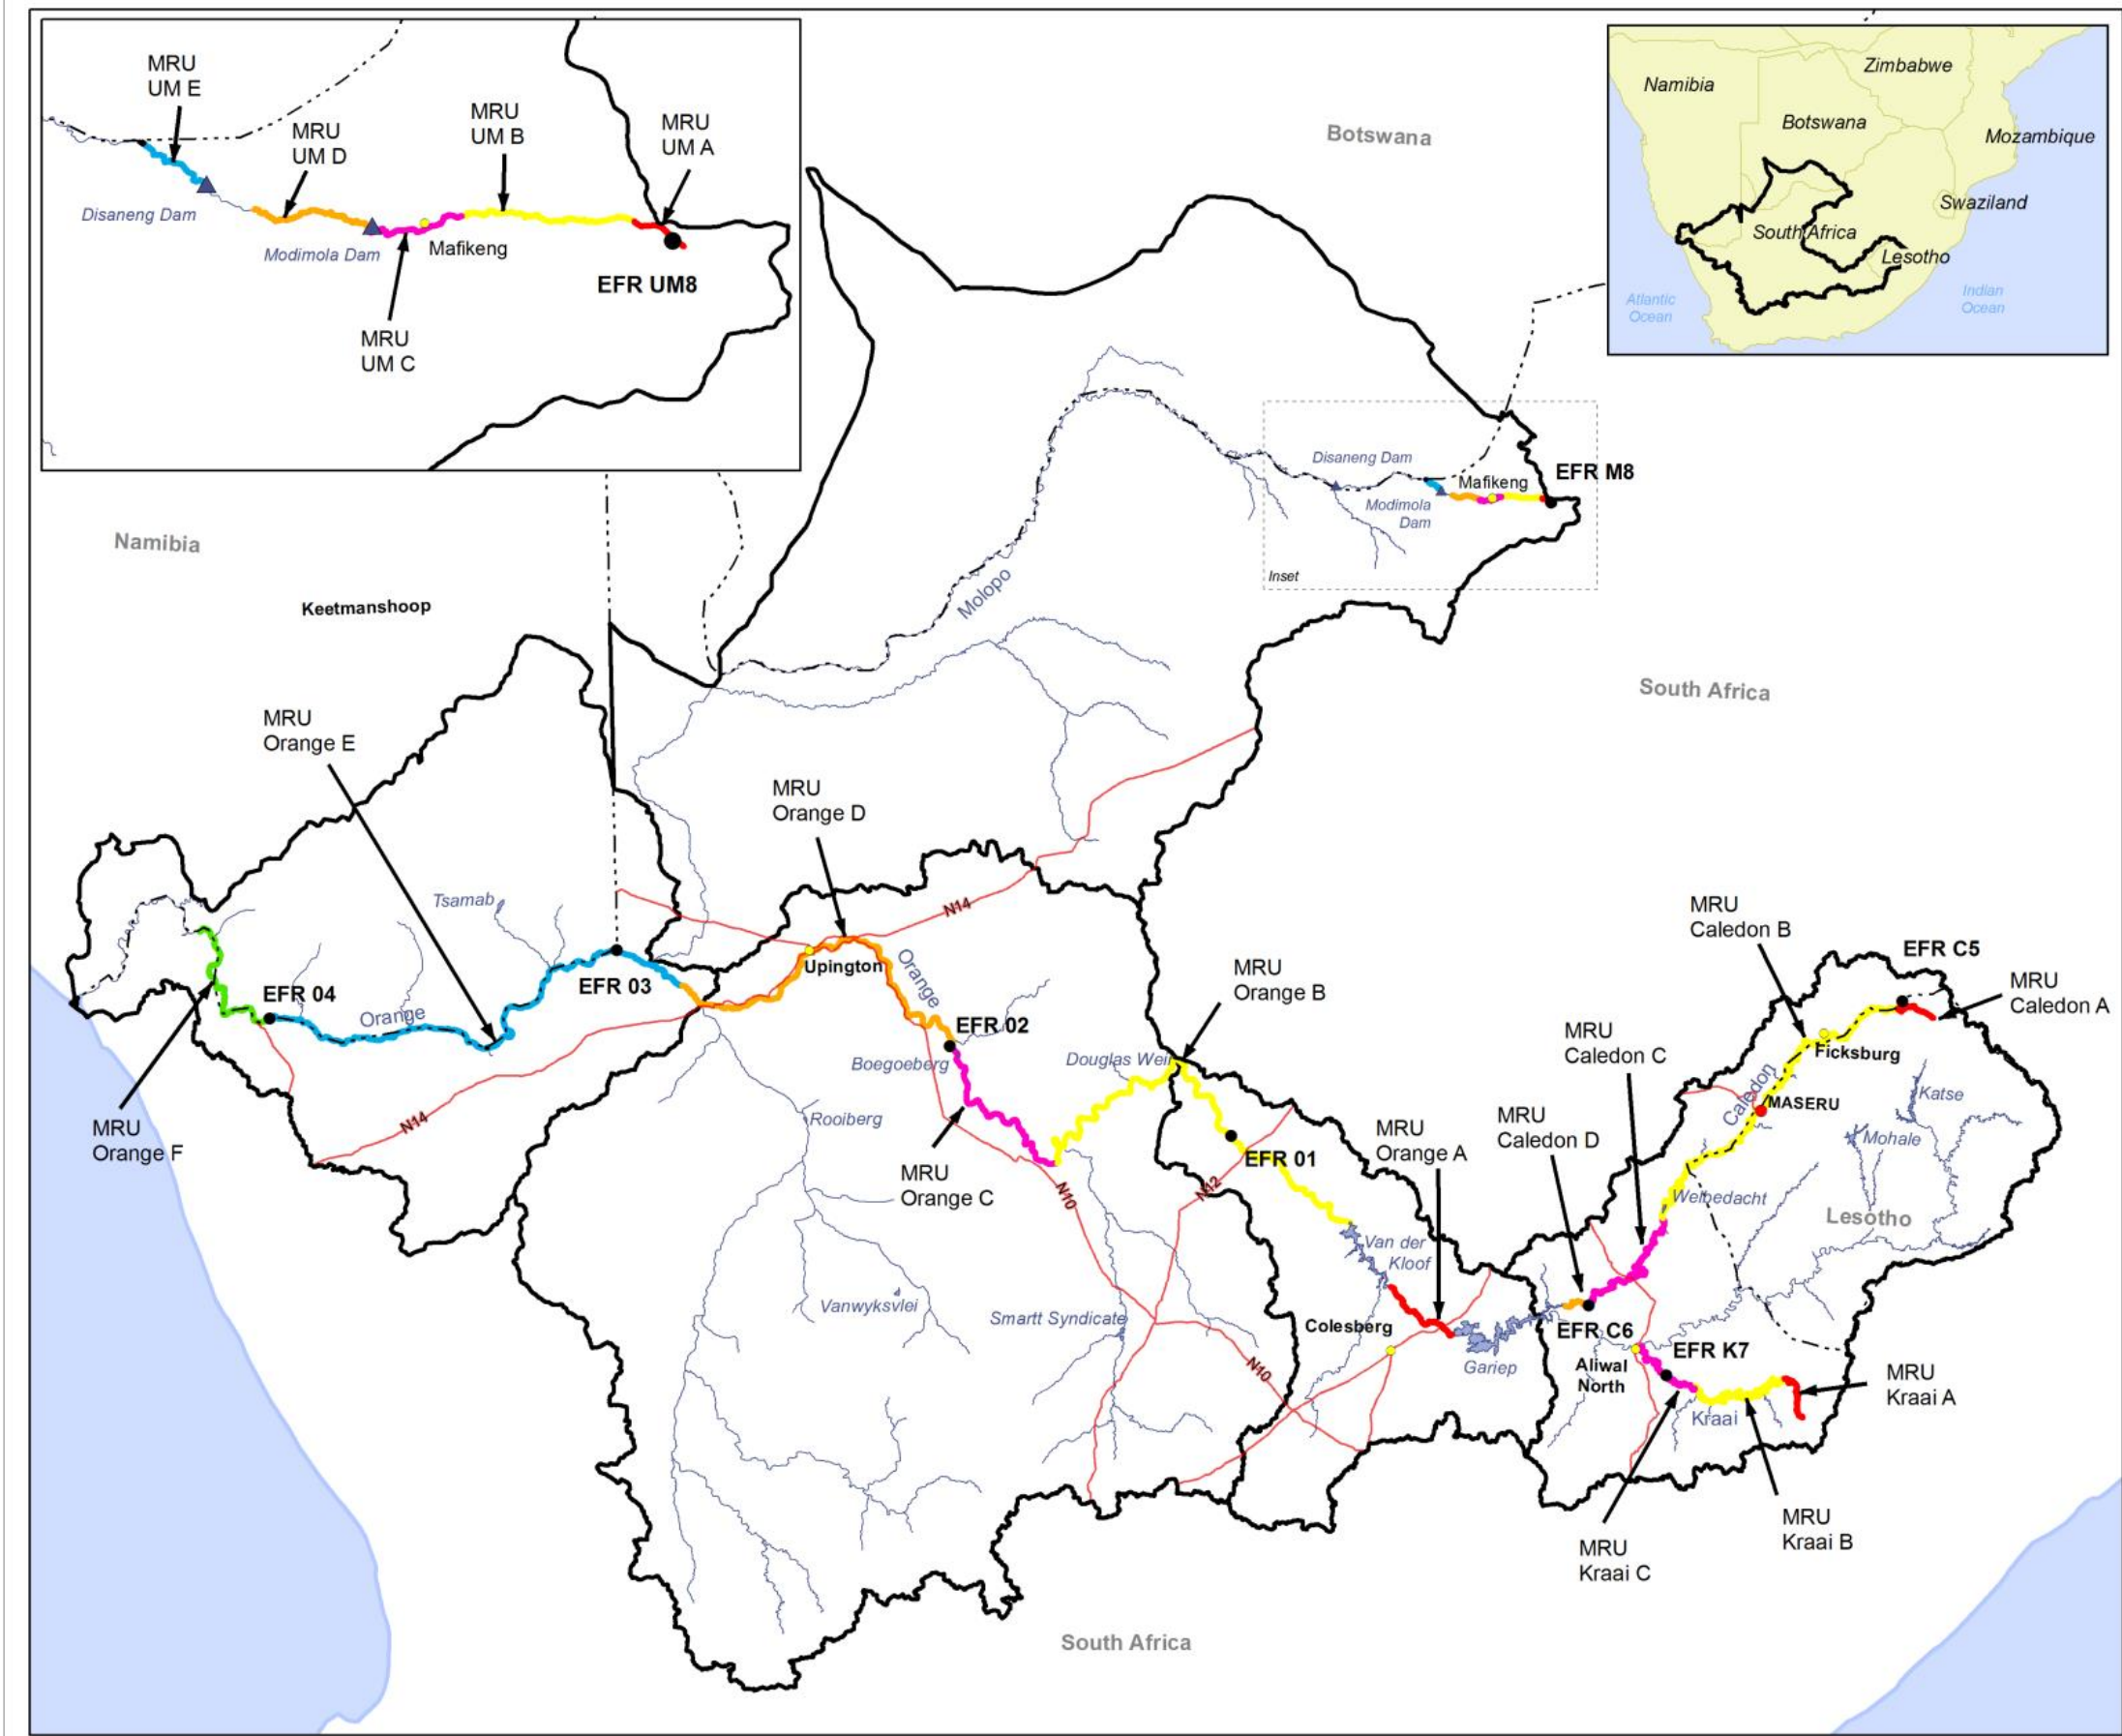 MRU
UM E
MRU
UM D
MRU
UM B
MRU
UM A
Disaneng Dam
Modimola Dam
Mafikeng
EFR UM8
MRU
UM C
Namibia
Zimbabwe
Botswana
Mozambique
Swaziland
South Africa
Lesotho
Atlantic
Ocean
Indian
Ocean
Botswana
Disaneng Dam
Mafikeng
EFR M8
Modimola
Dam
Inset
Namibia
Keetmanshoop
Molopo
South Africa
MRU
Orange E
MRU
Orange D
Tsamab
N14
MRU
Caledon B
EFR C5
MRU
Caledon A
Upington
Orange
EFR 03
EFR 04
Orange
EFR 02
MRU
Orange B
Boegoeberg
Douglas Weir
MRU
Caledon C
Ficksburg
Caledon
MASERU
Katse
Mohale
N14
Rooiberg
MRU
Orange F
MRU
Orange C
EFR 01
MRU
Orange A
MRU
Caledon D
N10
N12
Welbedacht
Lesotho
Van der
Kloof
Vanwyksvlei
Smartt Syndicate
Colesberg
N10
Gariep
EFR C6
Aliwal
North
EFR K7
Kraai
MRU
Kraai A
MRU
Kraai B
MRU
Kraai C
South Africa